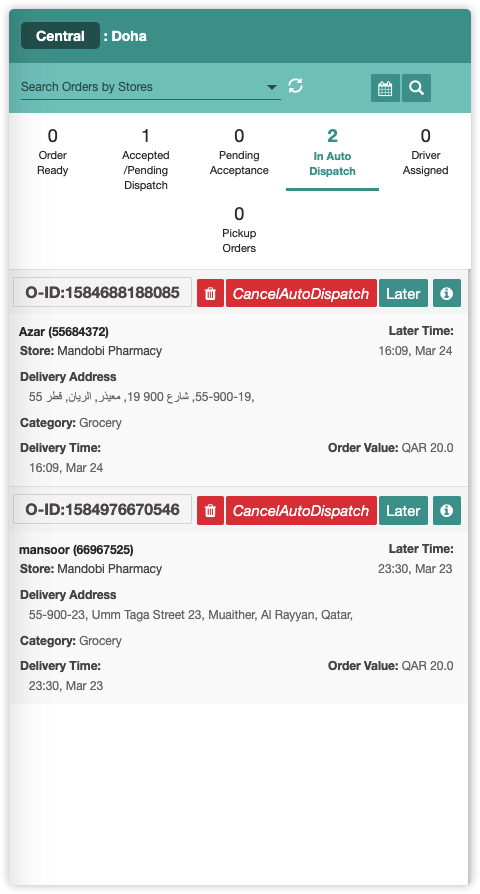 Central : Doha
Search Orders by Stores
0
Order
Ready
1
Accepted
/Pending
Dispatch
0
Pending
Acceptance
2
In Auto
Dispatch
0
Driver
Assigned
0
Pickup
Orders
O-ID:1584688188085 CancelAutoDispatch Later
Azar (55684372) Later Time:
Store: Mandobi Pharmacy 16:09, Mar 24
Delivery Address
55-900-19, شارع 900 19, معيذر, الريان, قطر 55,
Category: Grocery
Delivery Time: Order Value: QAR 20.0
16:09, Mar 24
O-ID:1584976670546 CancelAutoDispatch Later
mansoor (66967525) Later Time:
Store: Mandobi Pharmacy 23:30, Mar 23
Delivery Address
55-900-23, Umm Taga Street 23, Muaither, Al Rayyan, Qatar,
Category: Grocery
Delivery Time: Order Value: QAR 20.0
23:30, Mar 23